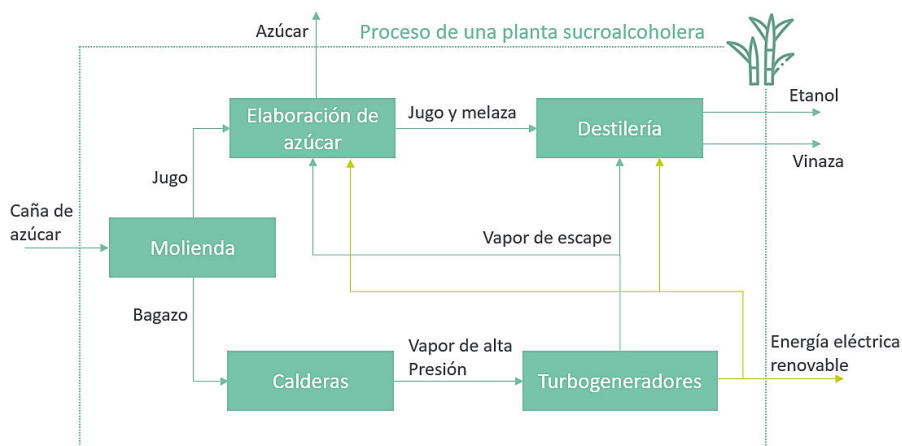 Azúcar
Proceso de una planta sucroalcoholera
Elaboración de
azúcar
Jugo y melaza
Destilería
Etanol
Vinaza
Jugo
Caña de
azúcar
Molienda
Vapor de escape
Bagazo
Calderas
Vapor de alta
Presión
Turbogeneradores
Energía eléctrica
renovable